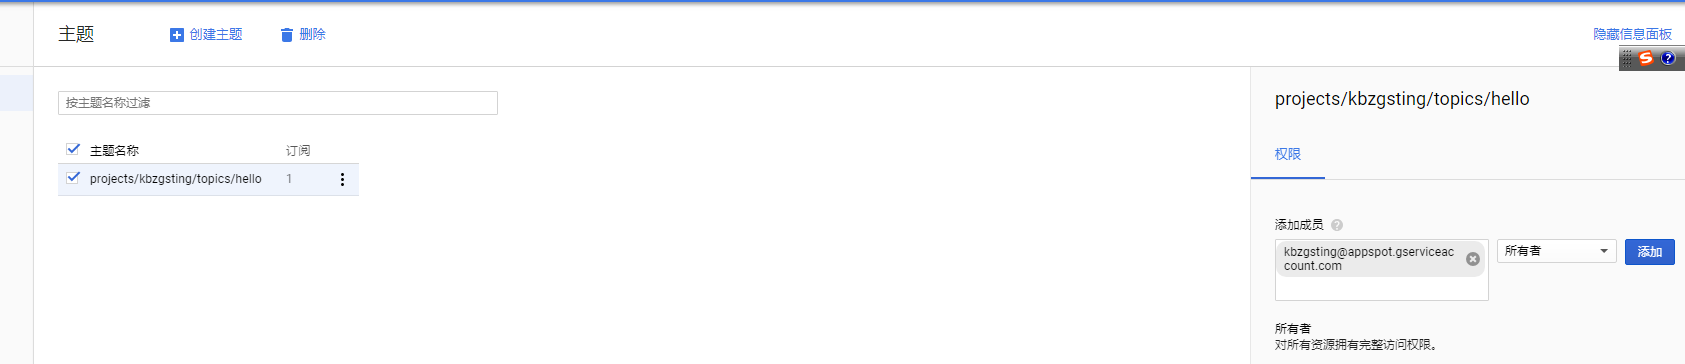 主题
创建主题
删除
隐藏信息面板
按主题名称过滤
主题名称
订阅
projects/kbzgsting/topics/hello
1
projects/kbzgsting/topics/hello
权限
添加成员
kbzgsting@appspot.gserviceac
count.com
所有者
添加
所有者
对所有资源拥有完整访问权限。